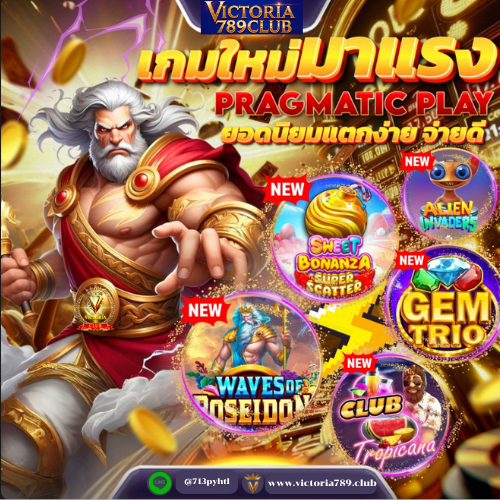 VICTORIA
789CLUB
เกมใหม่มาแรง
PRAGMATIC PLAY
ยอดนิยมแตกง่าย จ่ายดี
NEW
ALIEN
INVADERS
NEW
SWEET
BONANZA
SUPER
SCATTER
NEW
GEM
TRIO
NEW
WAVES OF
POSEIDON
NEW
CLUB
Tropicana
@713pyhtl
www.victoria789.club